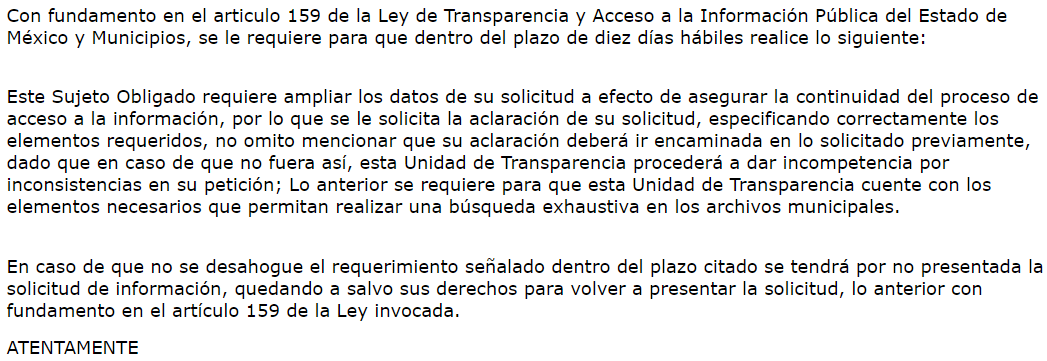 Con fundamento en el articulo 159 de la Ley de Transparencia y Acceso a la Información Pública del Estado de
México y Municipios, se le requiere para que dentro del plazo de diez días hábiles realice lo siguiente:
Este Sujeto Obligado requiere ampliar los datos de su solicitud a efecto de asegurar la continuidad del proceso de
acceso a la información, por lo que se le solicita la aclaración de su solicitud, especificando correctamente los
elementos requeridos, no omito mencionar que su aclaración deberá ir encaminada en lo solicitado previamente,
dado que en caso de que no fuera así, esta Unidad de Transparencia procederá a dar incompetencia por
inconsistencias en su petición; Lo anterior se requiere para que esta Unidad de Transparencia cuente con los
elementos necesarios que permitan realizar una búsqueda exhaustiva en los archivos municipales.
En caso de que no se desahogue el requerimiento señalado dentro del plazo citado se tendrá por no presentada la
solicitud de información, quedando a salvo sus derechos para volver a presentar la solicitud, lo anterior con
fundamento en el artículo 159 de la Ley invocada.
ATENTAMENTE